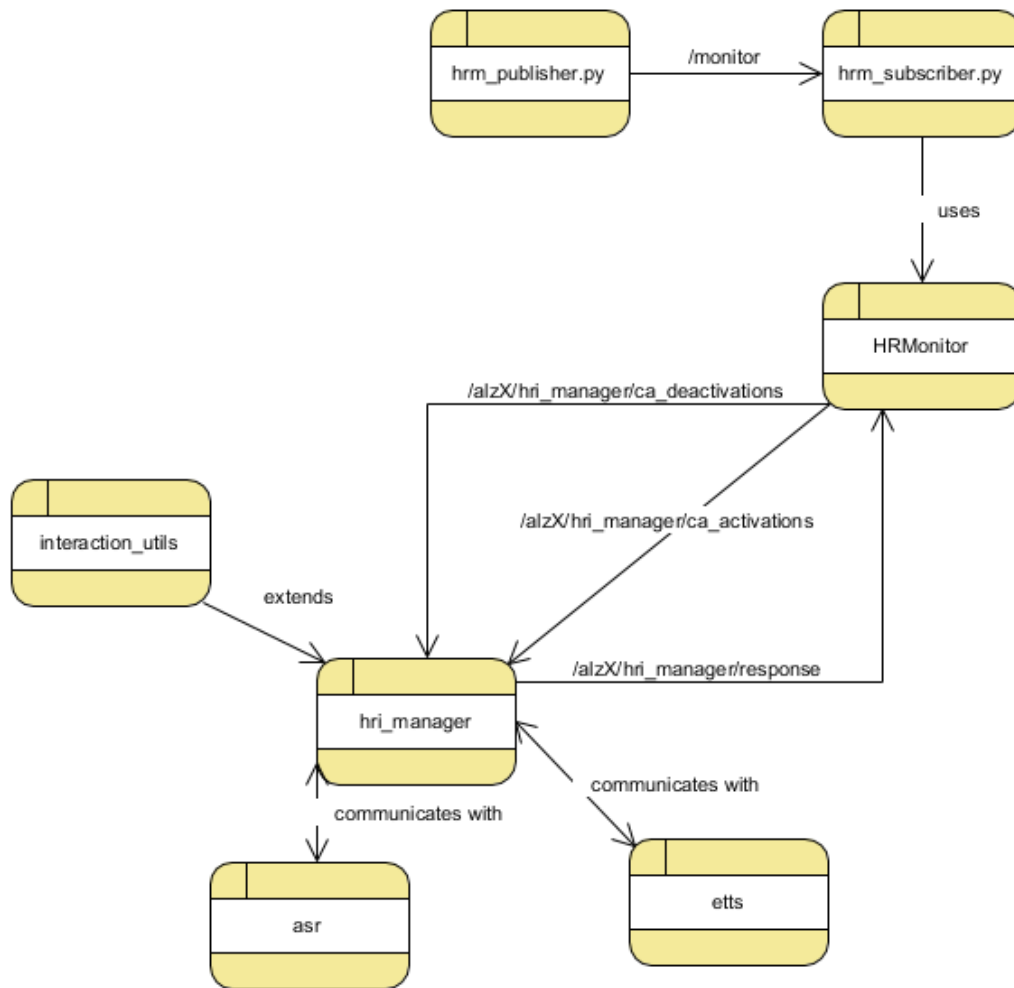 /monitor
hrm_publisher.py
hrm_subscriber.py
uses
HRMonitor
/alzX/hri_manager/ca_deactivations
/alzX/hri_manager/ca_activations
interaction_utils
extends
/alzX/hri_manager/response
hri_manager
communicates with
communicates with
etts
asr